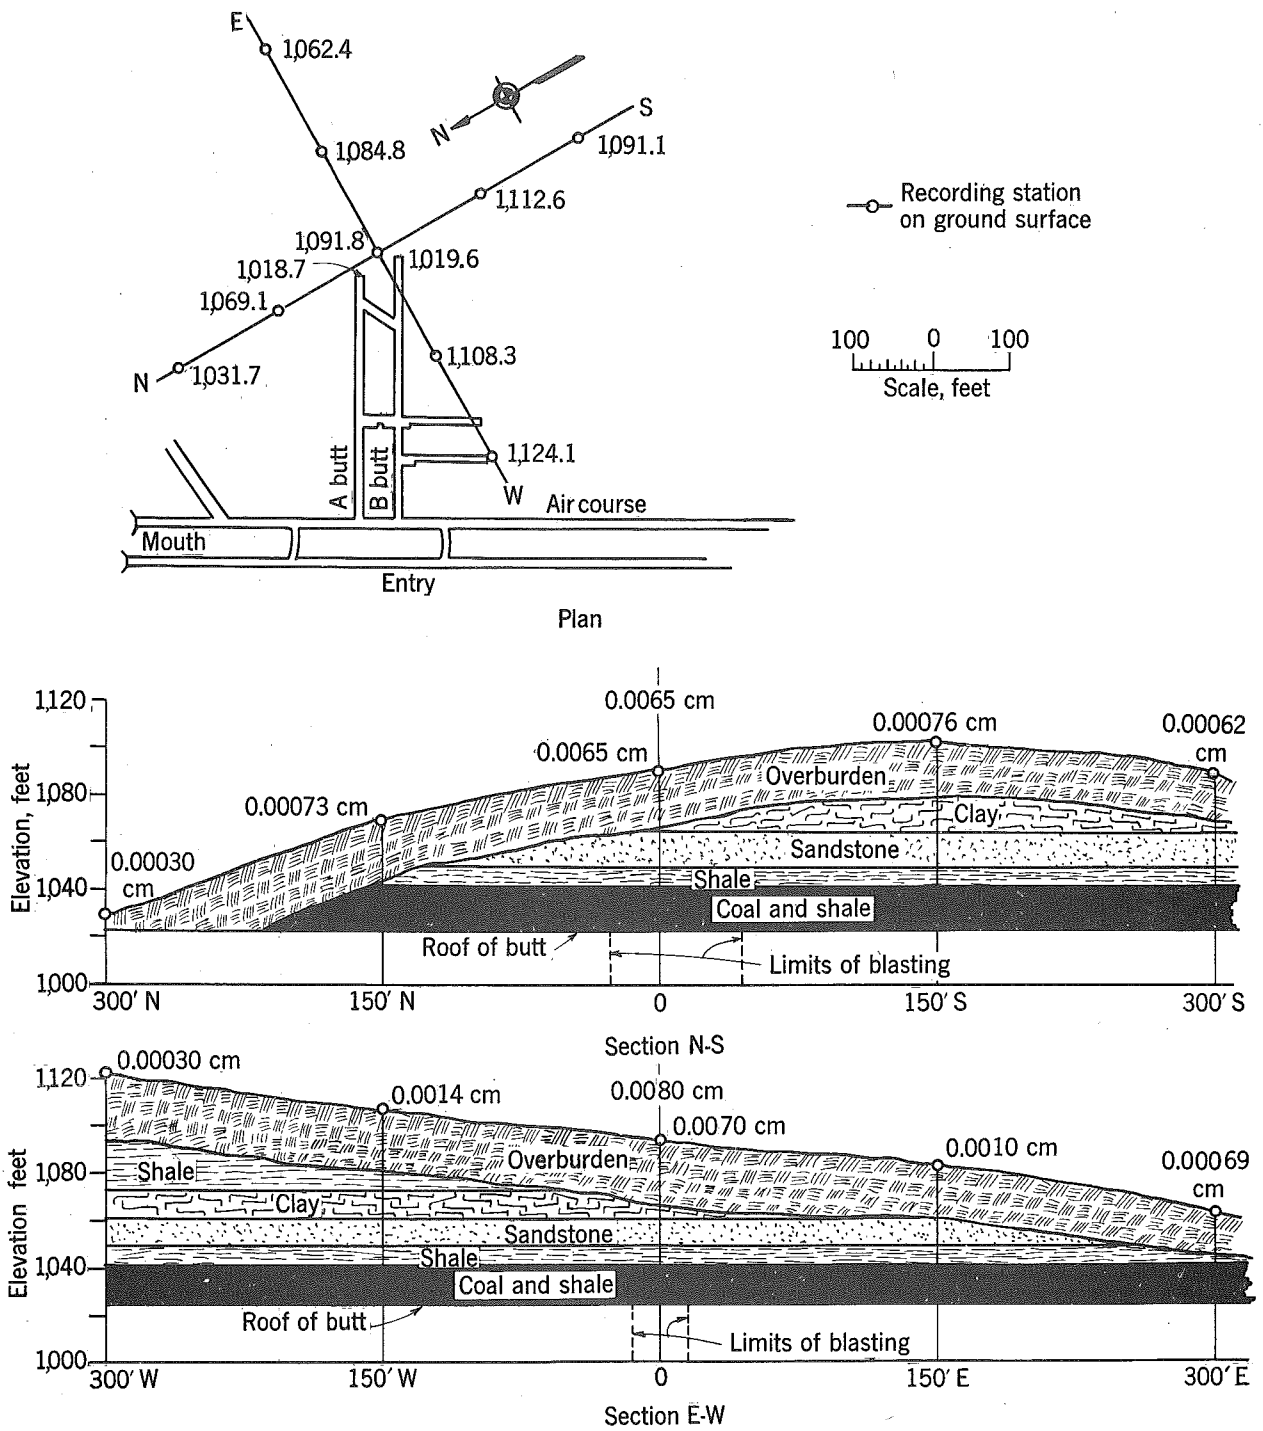 E
1,062.4
1,084.8
N
S
1,091.1
1,112.6
1,091.8
1,018.7
1,019.6
1,069.1
N
1,031.7
1,108.3
1,124.1
W
A butt
B butt
Air course
Mouth
Entry
Plan
Recording station
on ground surface
100 0 100
Scale, feet
1,120
1,080
1,040
1,000
Elevation, feet
0.0065 cm
0.00030
cm
0.00073 cm
0.0065 cm
0.00076 cm
0.00062
cm
Overburden
Clay
Sandstone
Shale
Coal and shale
Roof of butt
Limits of blasting
300' N 150' N 0 150' S 300' S
Section N-S
1,120
1,080
1,040
1,000
Elevation feet
0.00030 cm
0.0014 cm
0.0080 cm
0.0070 cm
0.0010 cm
0.00069
cm
Overburden
Shale
Clay
Sandstone
Shale
Coal and shale
Roof of butt
Limits of blasting
300' W 150' W 0 150' E 300' E
Section E-W